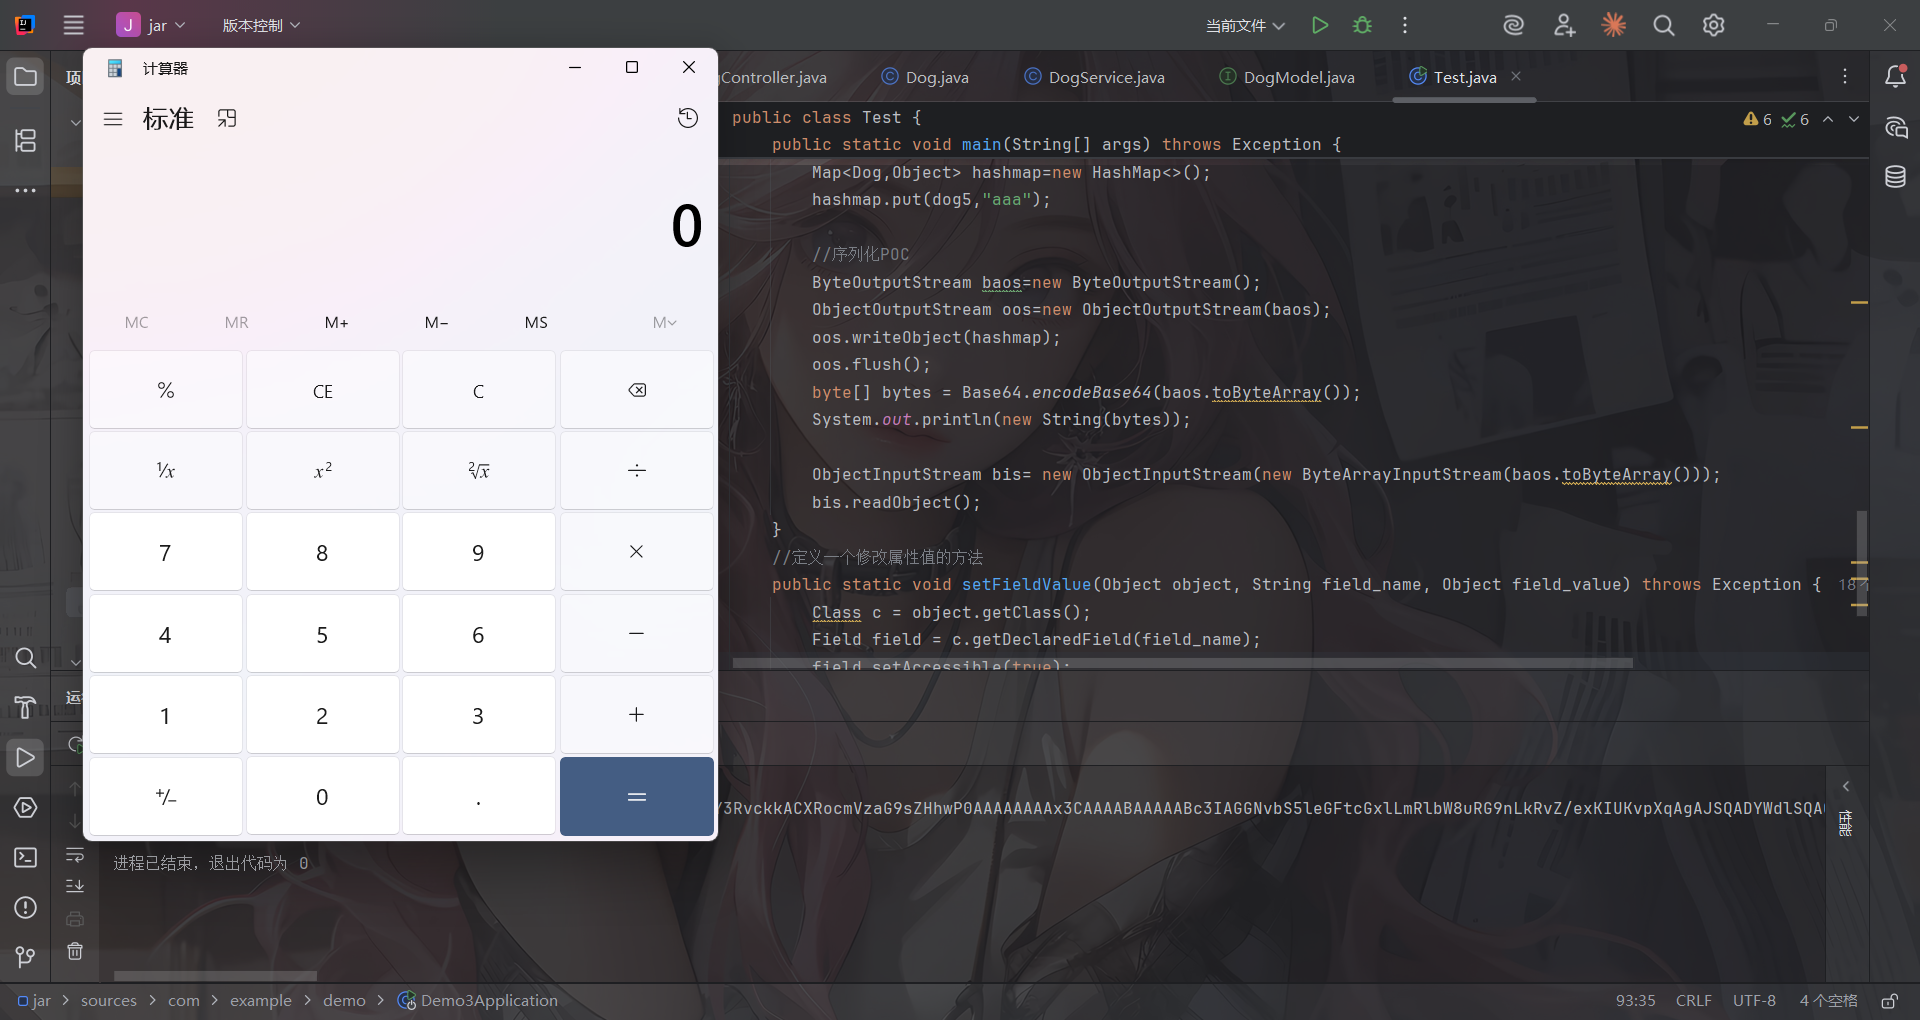 J jar
版本控制
当前文件
计算器
标准
0
MC MR M+ M− MS M
% CE C
¹⁄x x² ²√x ÷
7 8 9 ×
4 5 6 −
1 2 3 +
+/− 0 . =
项
Controller.java
Dog.java
DogService.java
DogModel.java
Test.java
6 6
public class Test {
public static void main(String[] args) throws Exception {
Map<Dog,Object> hashmap=new HashMap<>();
hashmap.put(dog5,"aaa");
//序列化POC
ByteOutputStream baos=new ByteOutputStream();
ObjectOutputStream oos=new ObjectOutputStream(baos);
oos.writeObject(hashmap);
oos.flush();
byte[] bytes = Base64.encodeBase64(baos.toByteArray());
System.out.println(new String(bytes));
ObjectInputStream bis= new ObjectInputStream(new ByteArrayInputStream(baos.toByteArray()));
bis.readObject();
}
//定义一个修改属性值的方法
public static void setFieldValue(Object object, String field_name, Object field_value) throws Exception { 18个
Class c = object.getClass();
Field field = c.getDeclaredField(field_name);
field.setAccessible(true);
运
/3RvckkACXRocmVzaG9sZHhwP0AAAAAAAAx3CAAAABAAAAABc3IAGGNvbS5leGFtcGxlLmRlbW8uRG9nLkRvZ/exKIUKvpXqAgAJSQADYWdlSQA
性能
进程已结束，退出代码为 0
jar > sources > com > example > demo > Demo3Application
93:35 CRLF UTF-8 4 个空格